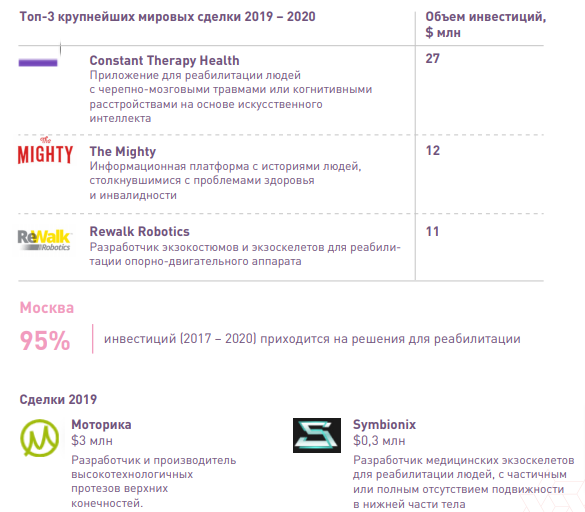 Топ-3 крупнейших мировых сделки 2019 – 2020
Объем инвестиций,
$ млн
Constant Therapy Health
27
Приложение для реабилитации людей
с черепно-мозговыми травмами или когнитивными
расстройствами на основе искусственного
интеллекта
The
MIGHTY
The Mighty
12
Информационная платформа с историями людей,
столкнувшимися с проблемами здоровья
и инвалидности
ReWalk
Robotics
Rewalk Robotics
11
Разработчик экзокостюмов и экзоскелетов для реабили-
тации опорно-двигательного аппарата
Москва
95%
инвестиций (2017 – 2020) приходится на решения для реабилитации
Сделки 2019
Моторика
$3 млн
Разработчик и производитель
высокотехнологичных
протезов верхних
конечностей.
Symbionix
$0,3 млн
Разработчик медицинских экзоскелетов
для реабилитации людей, с частичным
или полным отсутствием подвижности
в нижней части тела